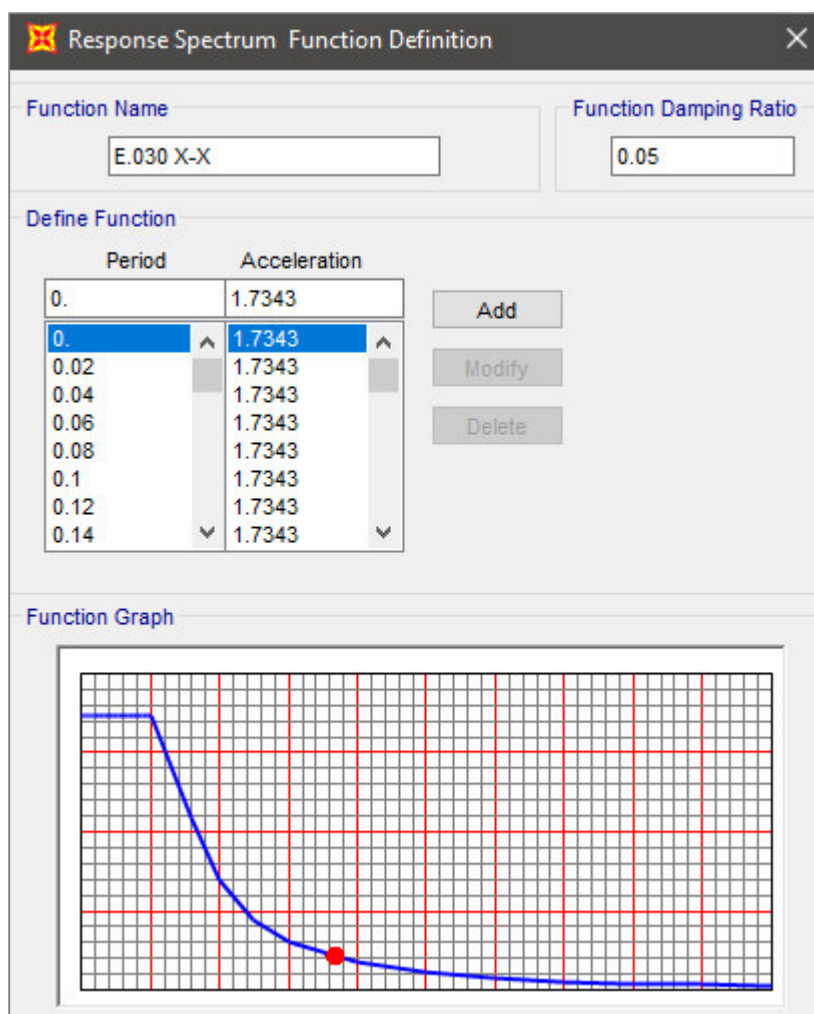 Response Spectrum Function Definition
Function Name
Function Damping Ratio
E.030 X-X
0.05
Define Function
Period Acceleration
0. 1.7343
Add
0. 1.7343
0.02 1.7343
0.04 1.7343
Modify
0.06 1.7343
0.08 1.7343
Delete
0.1 1.7343
0.12 1.7343
0.14 1.7343
Function Graph